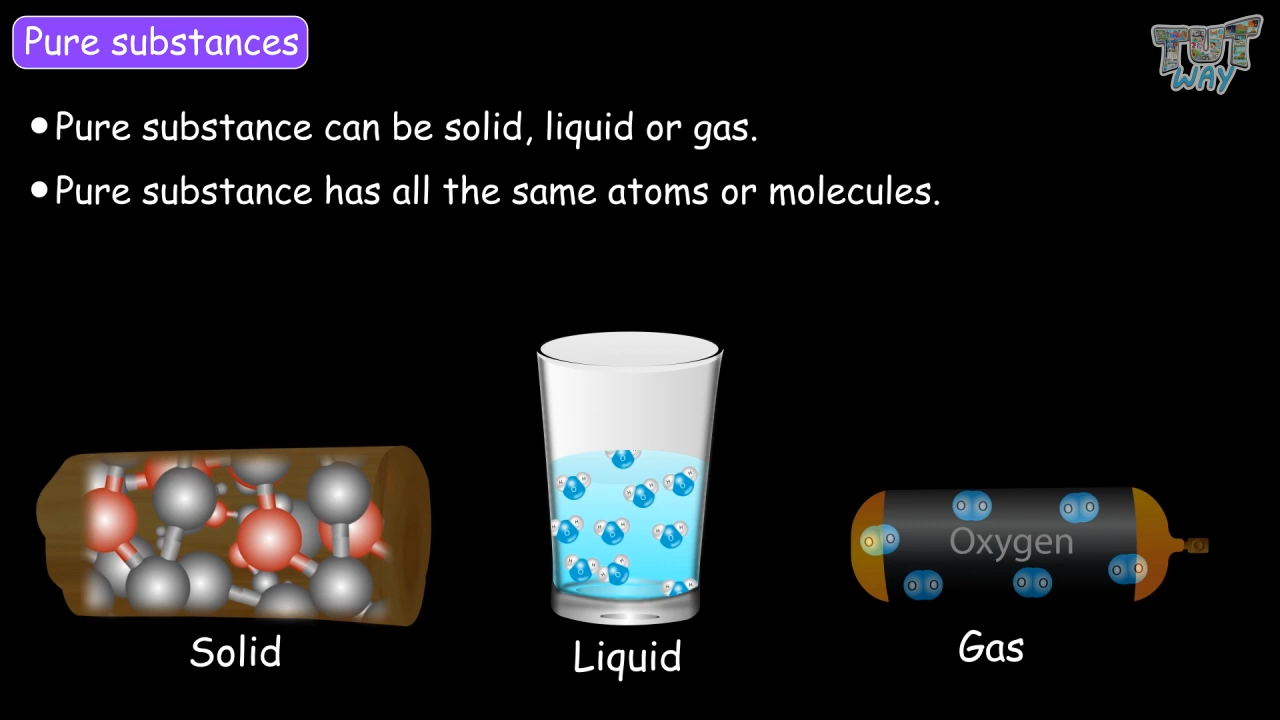 Pure substances
TUT
WAY
• Pure substance can be solid, liquid or gas.
• Pure substance has all the same atoms or molecules.
Oxygen
Solid
Liquid
Gas